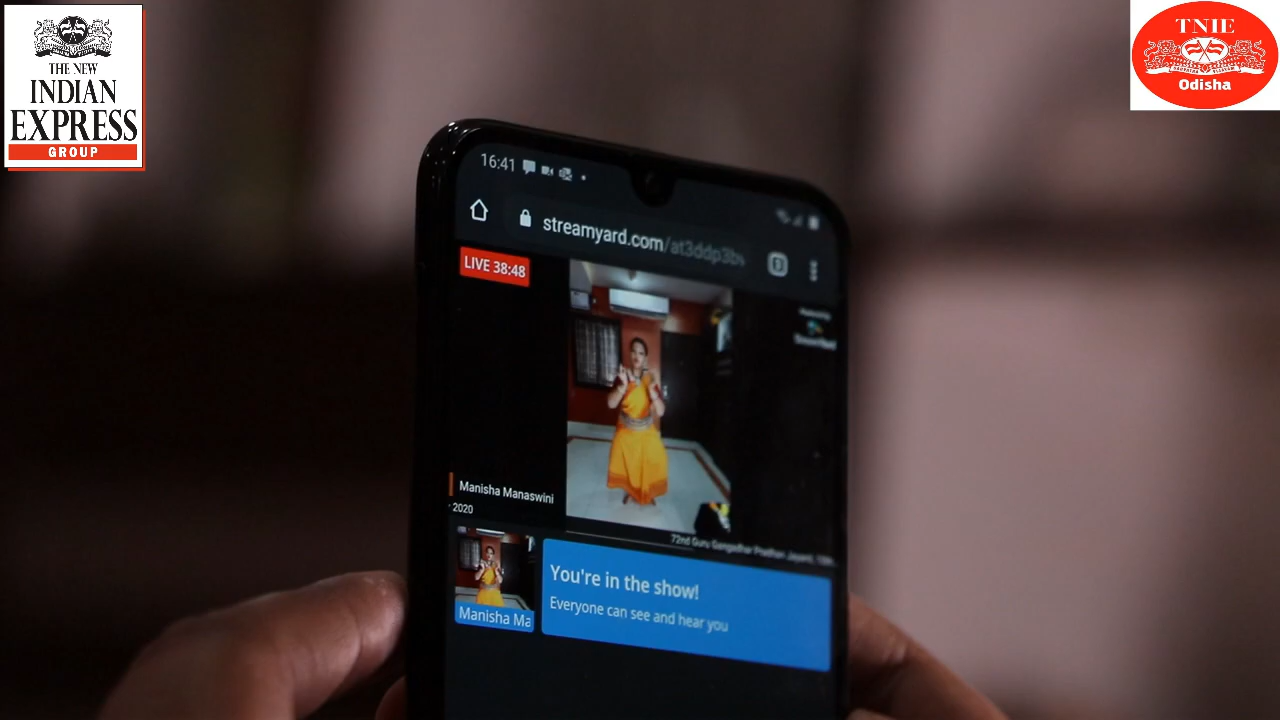 THE NEW
INDIAN
EXPRESS
GROUP
TNIE
Odisha
16:41
streamyard.com/at3ddp3b
LIVE 38:48
Manisha Manaswini
2020
72nd Guru Gangadhar Pradhan Jayanti,
You're in the show!
Everyone can see and hear you
Manisha Ma